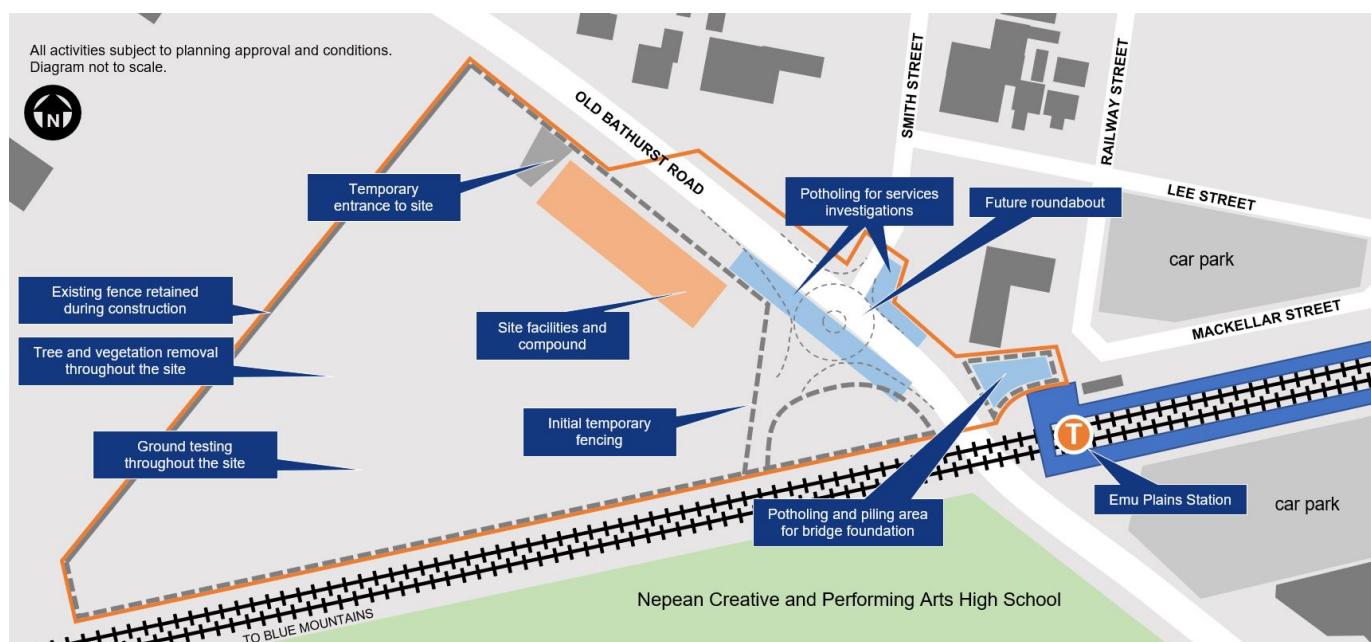 All activities subject to planning approval and conditions.
Diagram not to scale.
N
OLD BATHURST ROAD
SMITH STREET
RAILWAY STREET
LEE STREET
Temporary
entrance to site
Potholing for services
investigations
Future roundabout
car park
Existing fence retained
during construction
MACKELLAR STREET
Site facilities and
compound
Tree and vegetation removal
throughout the site
Initial temporary
fencing
Ground testing
throughout the site
T
Emu Plains Station
Potholing and piling area
for bridge foundation
car park
Nepean Creative and Performing Arts High School
TO BLUE MOUNTAINS